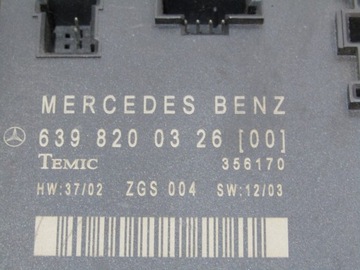 MERCEDES BENZ
639 820 03 26 [00]
TEMIC 356170
HW:37/02 ZGS 004 SW:12/03